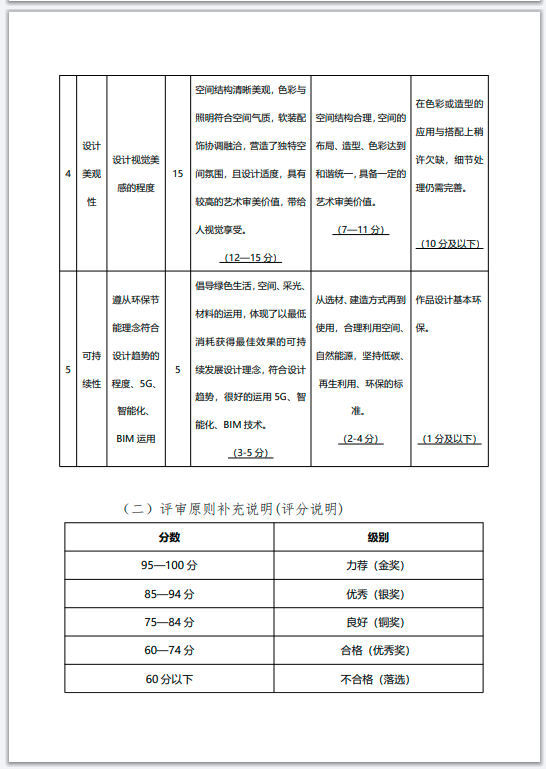 4
设计
美观
性
设计视觉美
感的程度
15
空间结构清晰美观，色彩与
照明符合空间气质，软装配
饰协调融洽，营造了独特空
间氛围，且设计适度，具有
较高的艺术审美价值，带给
人视觉享受。
（12—15 分）
空间结构合理，空间的
布局、造型、色彩达到
和谐统一，具备一定的
艺术审美价值。
（7—11 分）
在色彩或造型的
应用与搭配上稍
许欠缺，细节处
理仍需完善。
（10 分及以下）
5
可持
续性
遵从环保节
能理念符合
设计趋势的
程度、5G、
智能化、
BIM 运用
5
倡导绿色生活，空间、采光、
材料的运用，体现了以最低
消耗获得最佳效果的可持
续发展设计理念，符合设计
趋势，很好的运用 5G、智
能化、BIM 技术。
（3-5 分）
从选材、建造方式再到
使用，合理利用空间、
自然能源，坚持低碳、
再生利用、环保的标
准。
（2-4 分）
作品设计基本环
保。
（1 分及以下）
（二）评审原则补充说明(评分说明)
分数 级别
95—100 分 力荐（金奖）
85—94 分 优秀（银奖）
75—84 分 良好（铜奖）
60—74 分 合格（优秀奖）
60 分以下 不合格（落选）